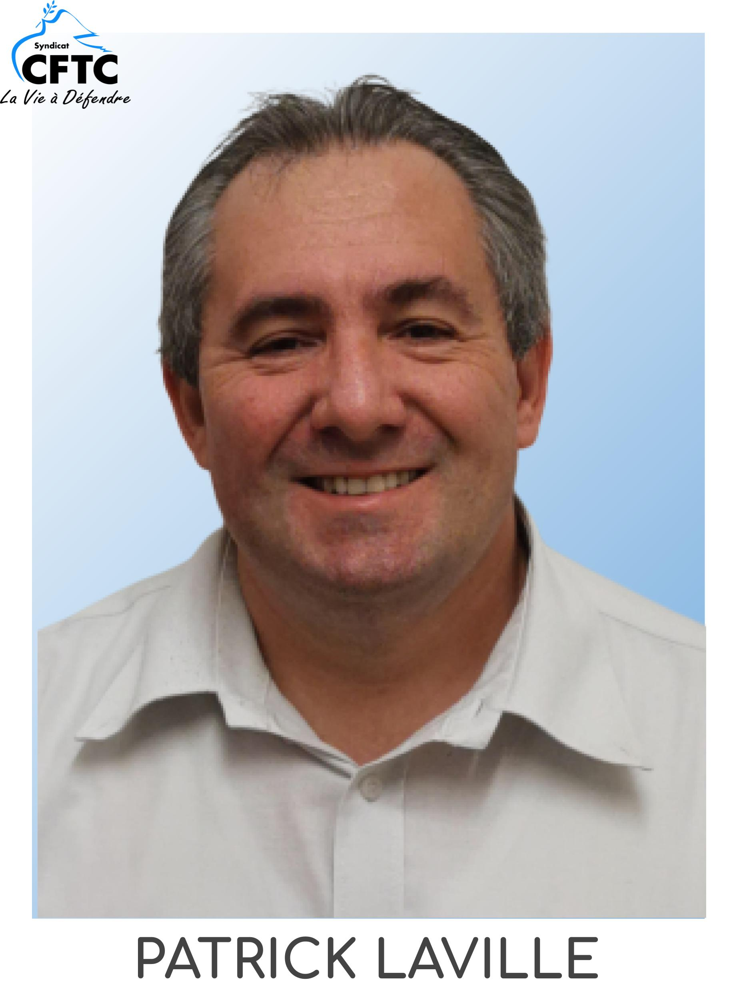 Syndicat
CFTC
La Vie à Défendre
PATRICK LAVILLE